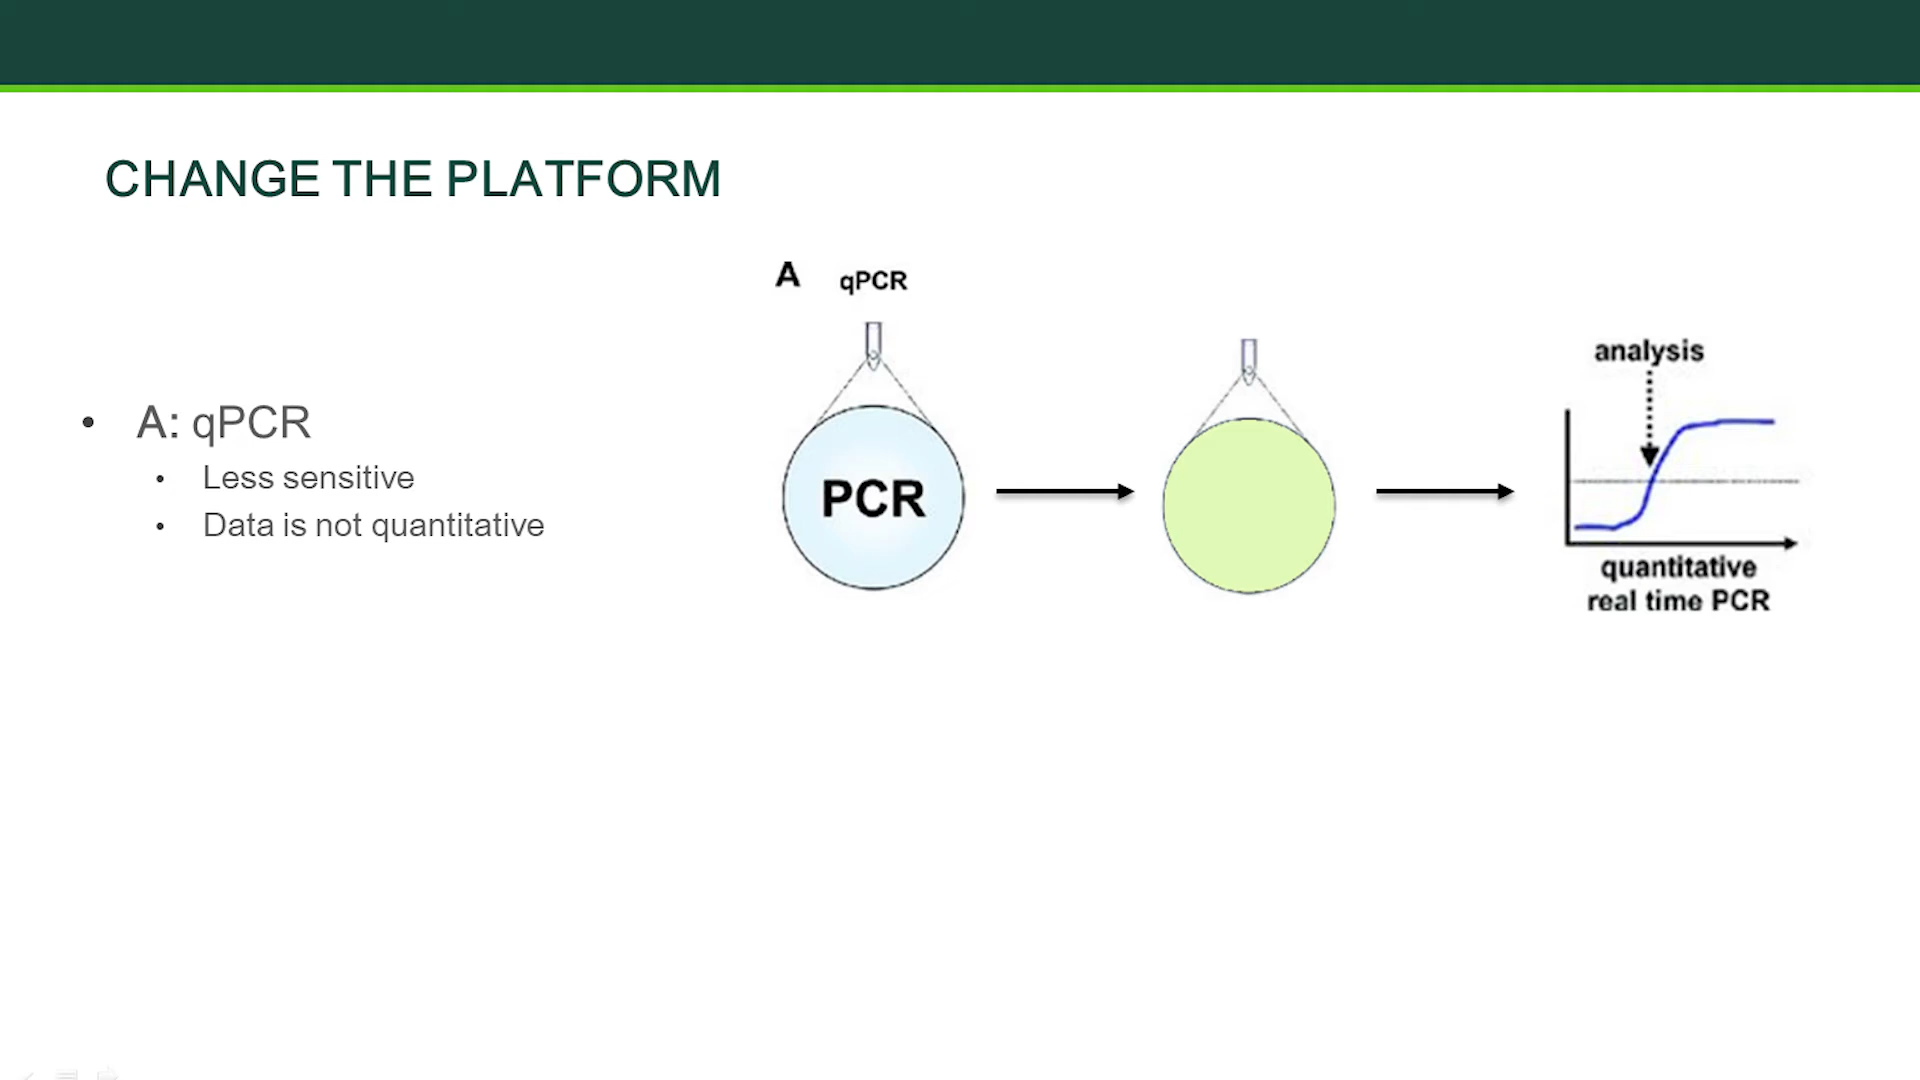 CHANGE THE PLATFORM
A qPCR
• A: qPCR
• Less sensitive
• Data is not quantitative
PCR
analysis
quantitative
real time PCR